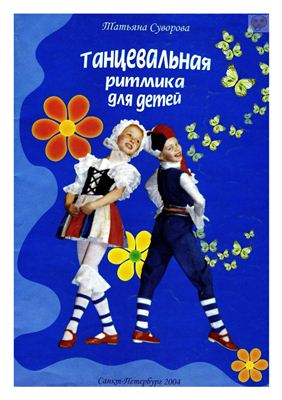 Татьяна Суворова
Танцевальная
ритмика
для детей
Санкт-Петербург 2004